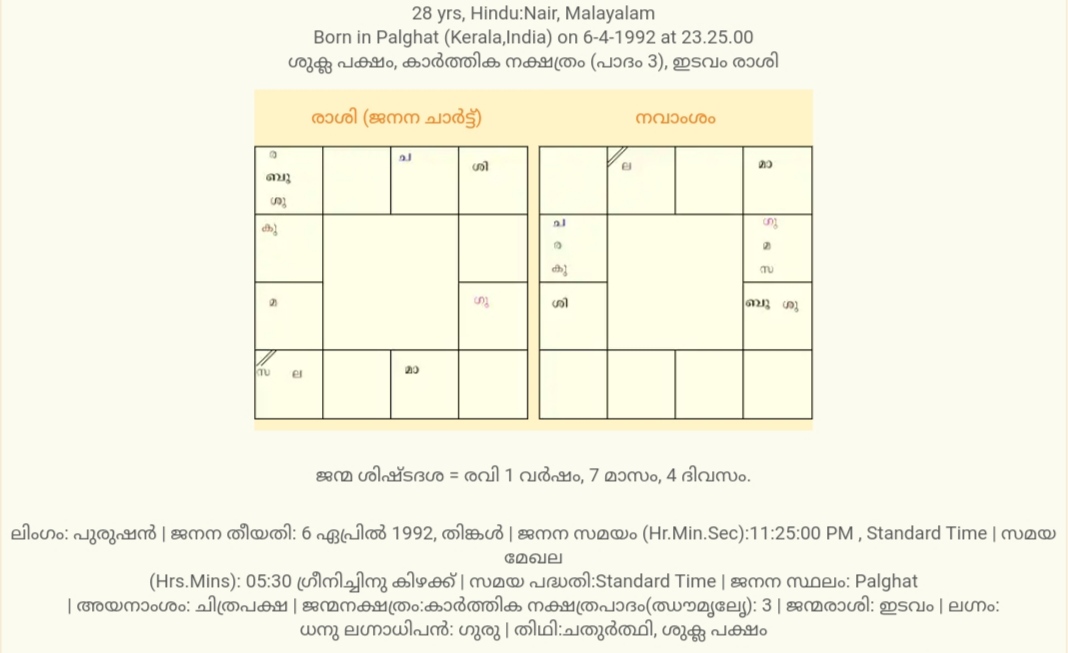 28 yrs, Hindu:Nair, Malayalam
Born in Palghat (Kerala,India) on 6-4-1992 at 23.25.00
ശുക്ല പക്ഷം, കാർത്തിക നക്ഷത്രം (പാദം 3), ഇടവം രാശി
രാശി (ജനന ചാർട്ട്)
ര
ബു
ശു
ച
ശി
കു
മ
ഗു
സ ല
മാ
നവാംശം
ല
മാ
ച
ര
കു
ഗു
മ
സ
ശി
ബു ശു
ജന്മ ശിഷ്ടദശ = രവി 1 വർഷം, 7 മാസം, 4 ദിവസം.
ലിംഗം: പുരുഷൻ | ജനന തീയതി: 6 ഏപ്രിൽ 1992, തിങ്കൾ | ജനന സമയം (Hr.Min.Sec):11:25:00 PM , Standard Time | സമയ
മേഖല
(Hrs.Mins): 05:30 ഗ്രീനിച്ചിനു കിഴക്ക് | സമയ പദ്ധതി:Standard Time | ജനന സ്ഥലം: Palghat
| അയനാംശം: ചിത്രപക്ഷ | ജന്മനക്ഷത്രം:കാർത്തിക നക്ഷത്രപാദം(ഝൗമൃല്യേ): 3 | ജന്മരാശി: ഇടവം | ലഗ്നം:
ധനു ലഗ്നാധിപൻ: ഗുരു | തിഥി:ചതുർത്ഥി, ശുക്ല പക്ഷം